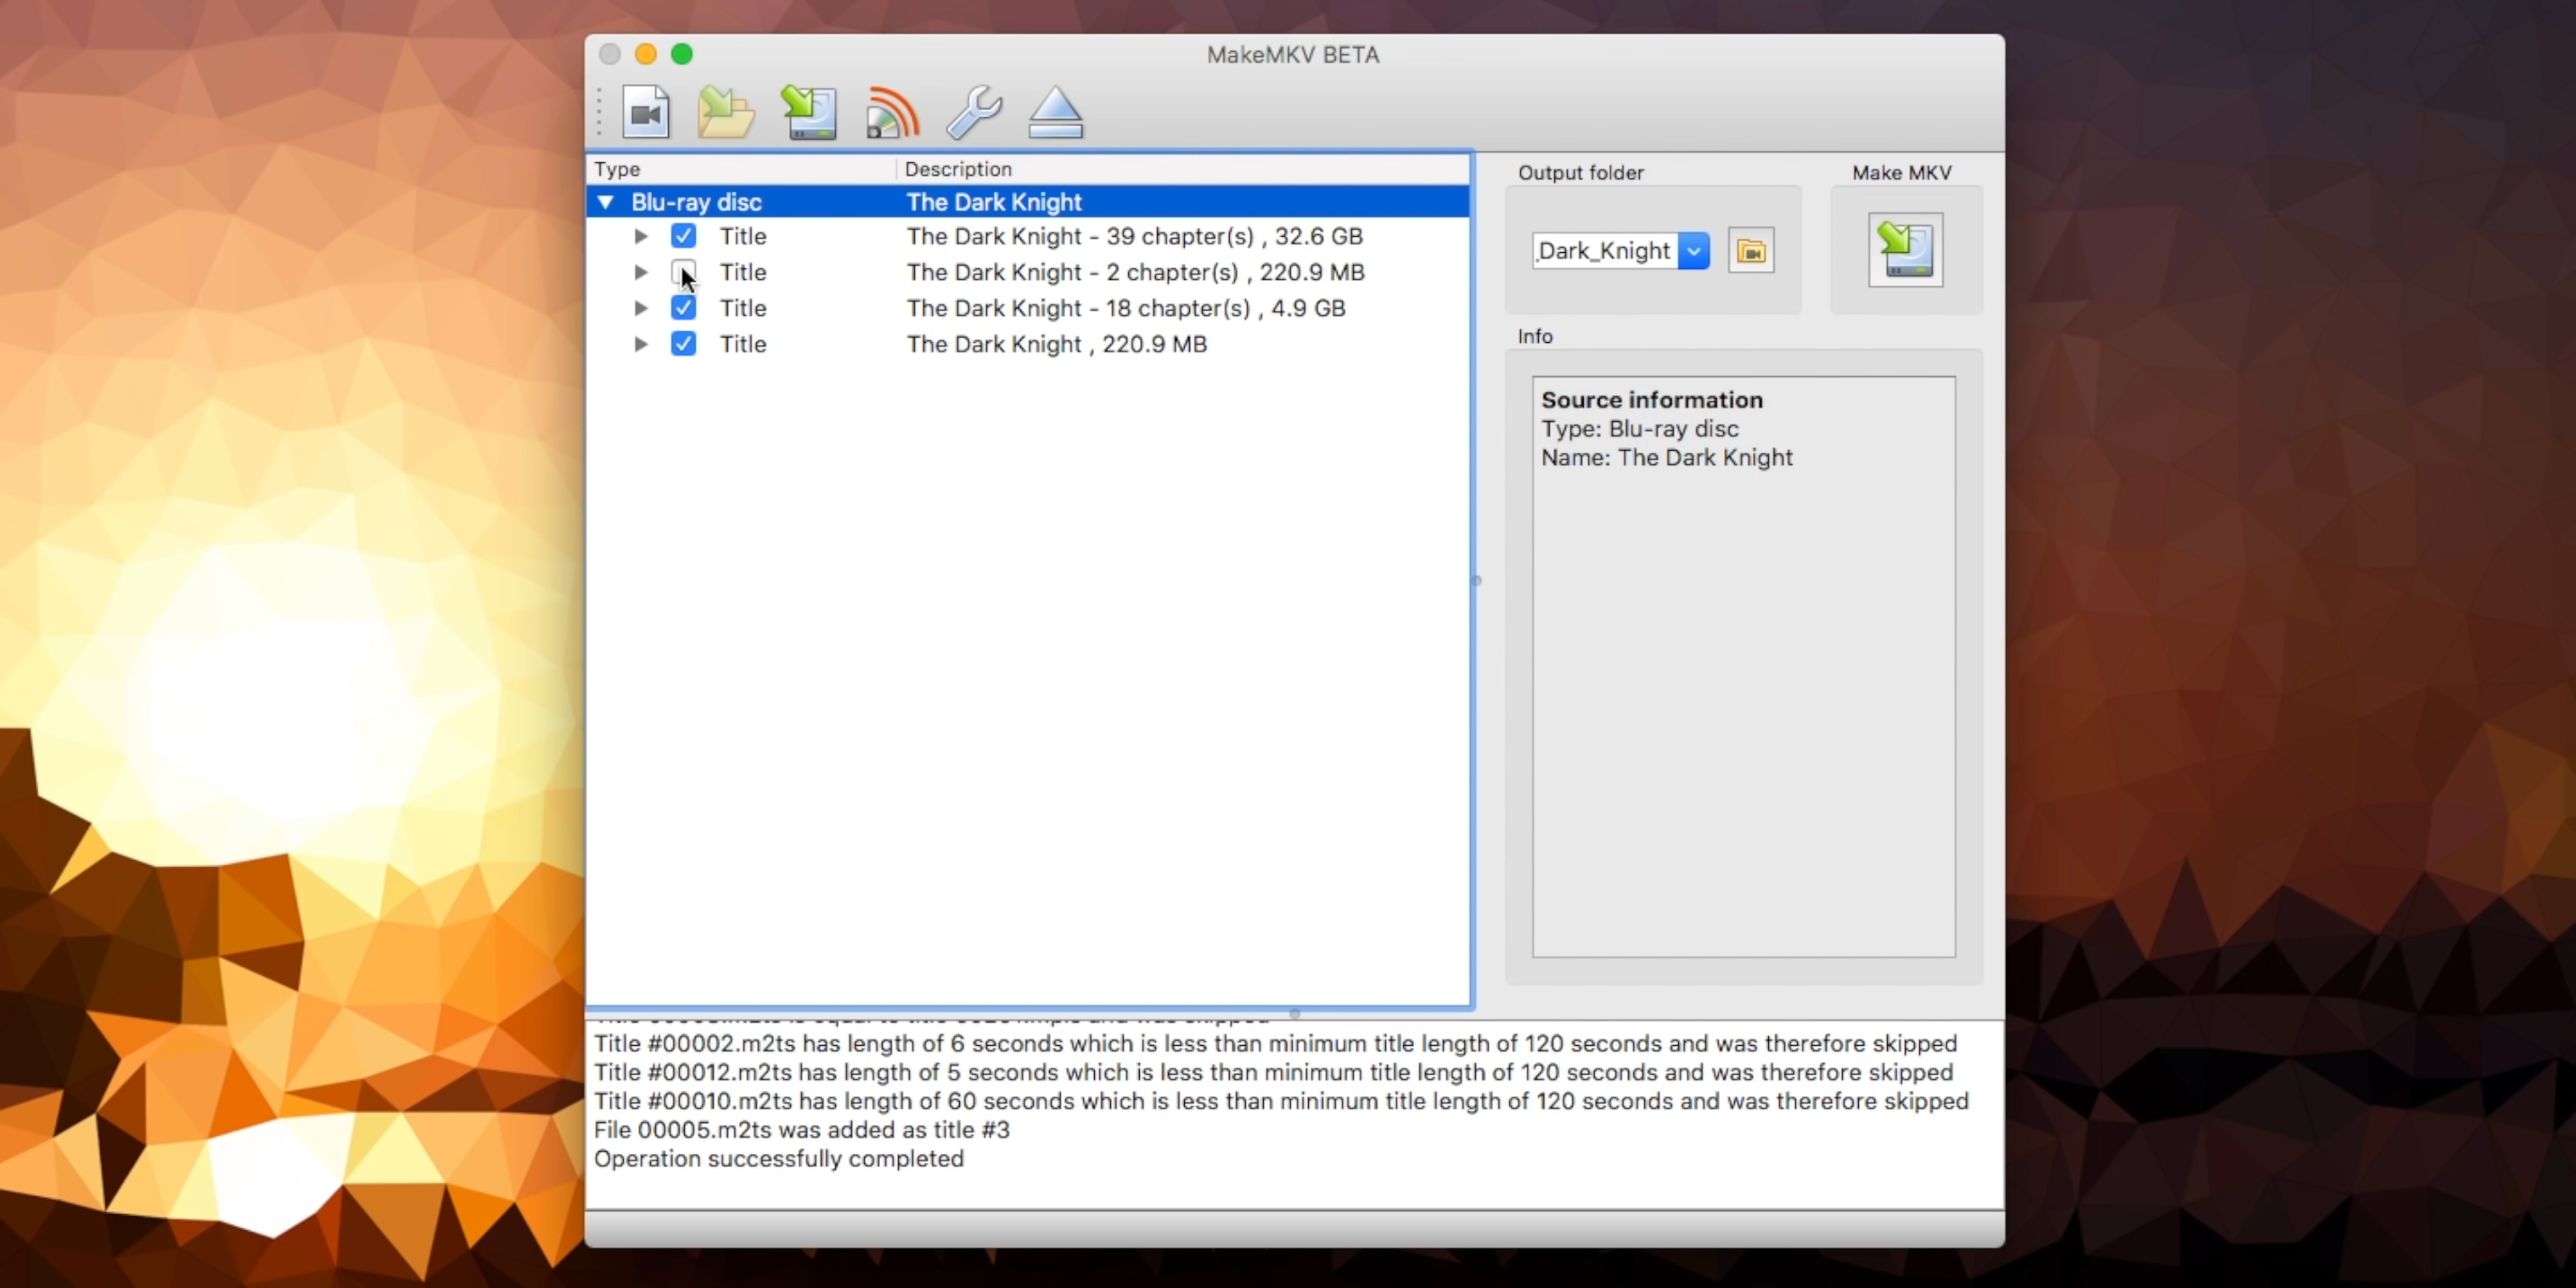 MakeMKV BETA
Type Description
Blu-ray disc The Dark Knight
Title The Dark Knight - 39 chapter(s) , 32.6 GB
Title The Dark Knight - 2 chapter(s) , 220.9 MB
Title The Dark Knight - 18 chapter(s) , 4.9 GB
Title The Dark Knight , 220.9 MB
Output folder
Dark_Knight
Make MKV
Info
Source information
Type: Blu-ray disc
Name: The Dark Knight
Title #00002.m2ts has length of 6 seconds which is less than minimum title length of 120 seconds and was therefore skipped
Title #00012.m2ts has length of 5 seconds which is less than minimum title length of 120 seconds and was therefore skipped
Title #00010.m2ts has length of 60 seconds which is less than minimum title length of 120 seconds and was therefore skipped
File 00005.m2ts was added as title #3
Operation successfully completed